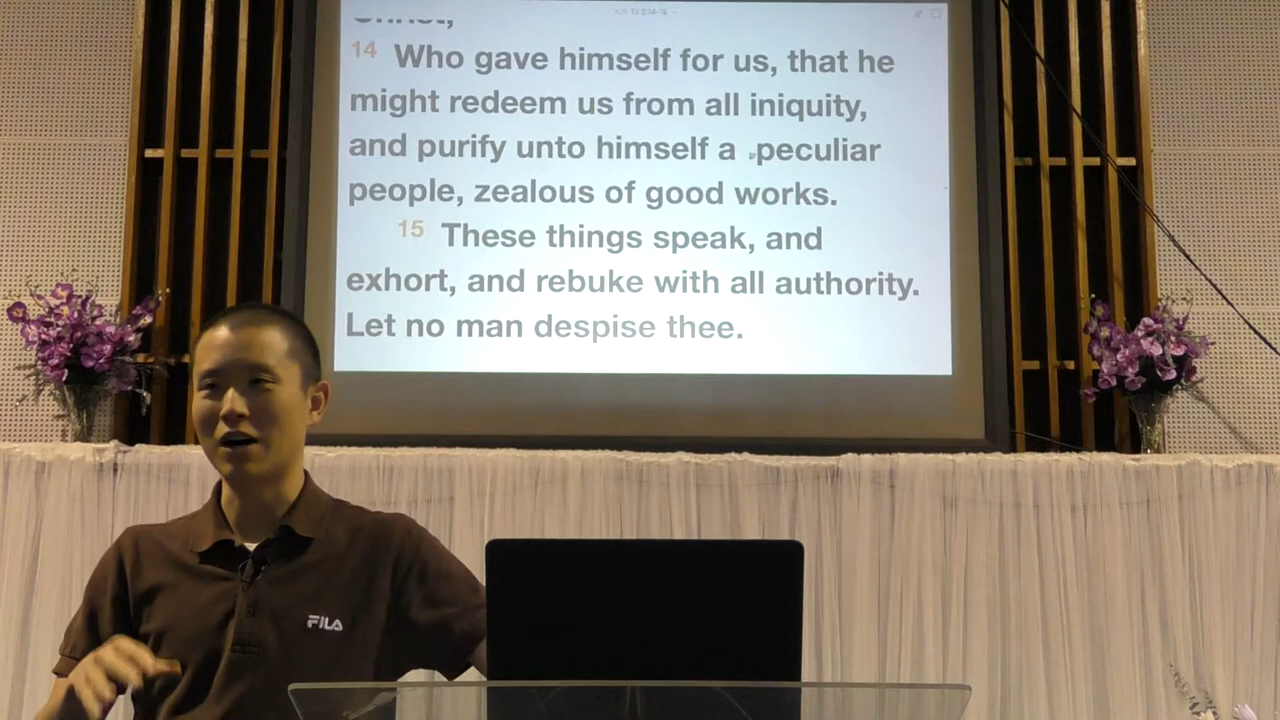 14 Who gave himself for us, that he
might redeem us from all iniquity,
and purify unto himself a peculiar
people, zealous of good works.
15 These things speak, and
exhort, and rebuke with all authority.
Let no man despise thee.
FILA